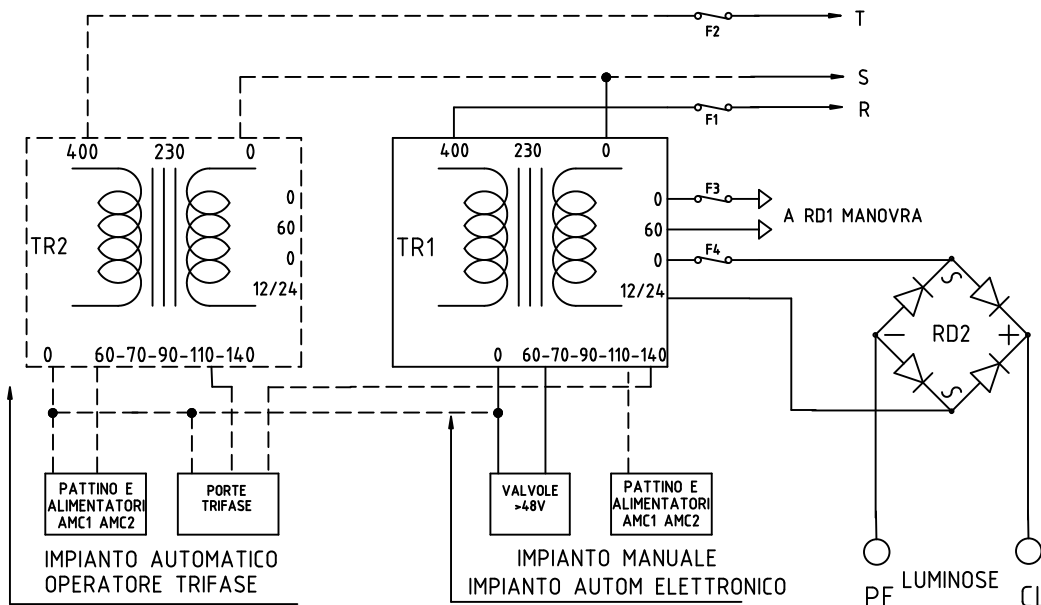 F2
T
S
F1
R
400 230 0
400 230 0
TR2
0
60
0
12/24
TR1
0
60
0
12/24
F3
A RD1 MANOVRA
F4
RD2
0 60-70-90-110-140
0 60-70-90-110-140
PATTINO E
ALIMENTATORI
AMC1 AMC2
PORTE
TRIFASE
VALVOLE
>48V
PATTINO E
ALIMENTATORI
AMC1 AMC2
IMPIANTO AUTOMATICO
OPERATORE TRIFASE
IMPIANTO MANUALE
IMPIANTO AUTOM ELETTRONICO
LUMINOSE